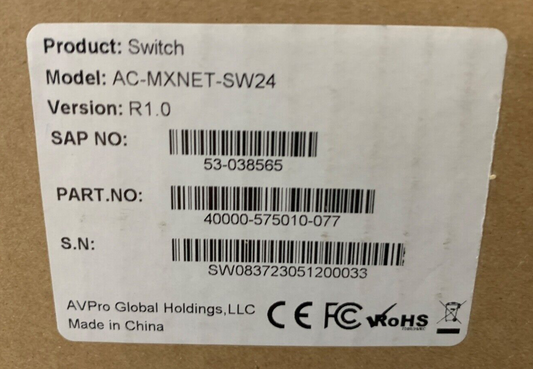 Product: Switch
Model: AC-MXNET-SW24
Version: R1.0
SAP NO:
53-038565
PART.NO:
40000-575010-077
S.N:
SW083723051200033
AVPro Global Holdings,LLC
Made in China
CE FC RoHS